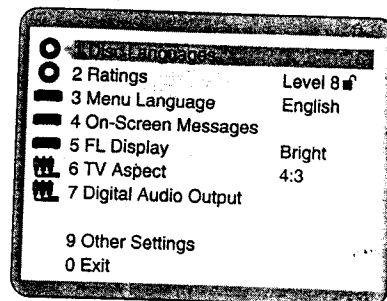 1 Disc Languages
2 Ratings Level 8
3 Menu Language English
4 On-Screen Messages
5 FL Display Bright
6 TV Aspect 4:3
7 Digital Audio Output
9 Other Settings
0 Exit